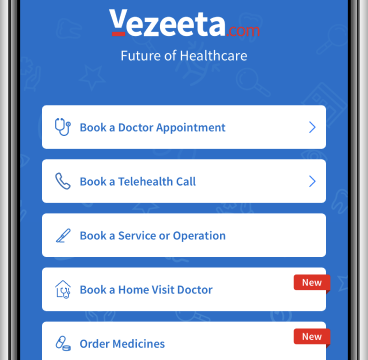 Vezeeta.com
Future of Healthcare
Book a Doctor Appointment
Book a Telehealth Call
Book a Service or Operation
Book a Home Visit Doctor
New
Order Medicines
New